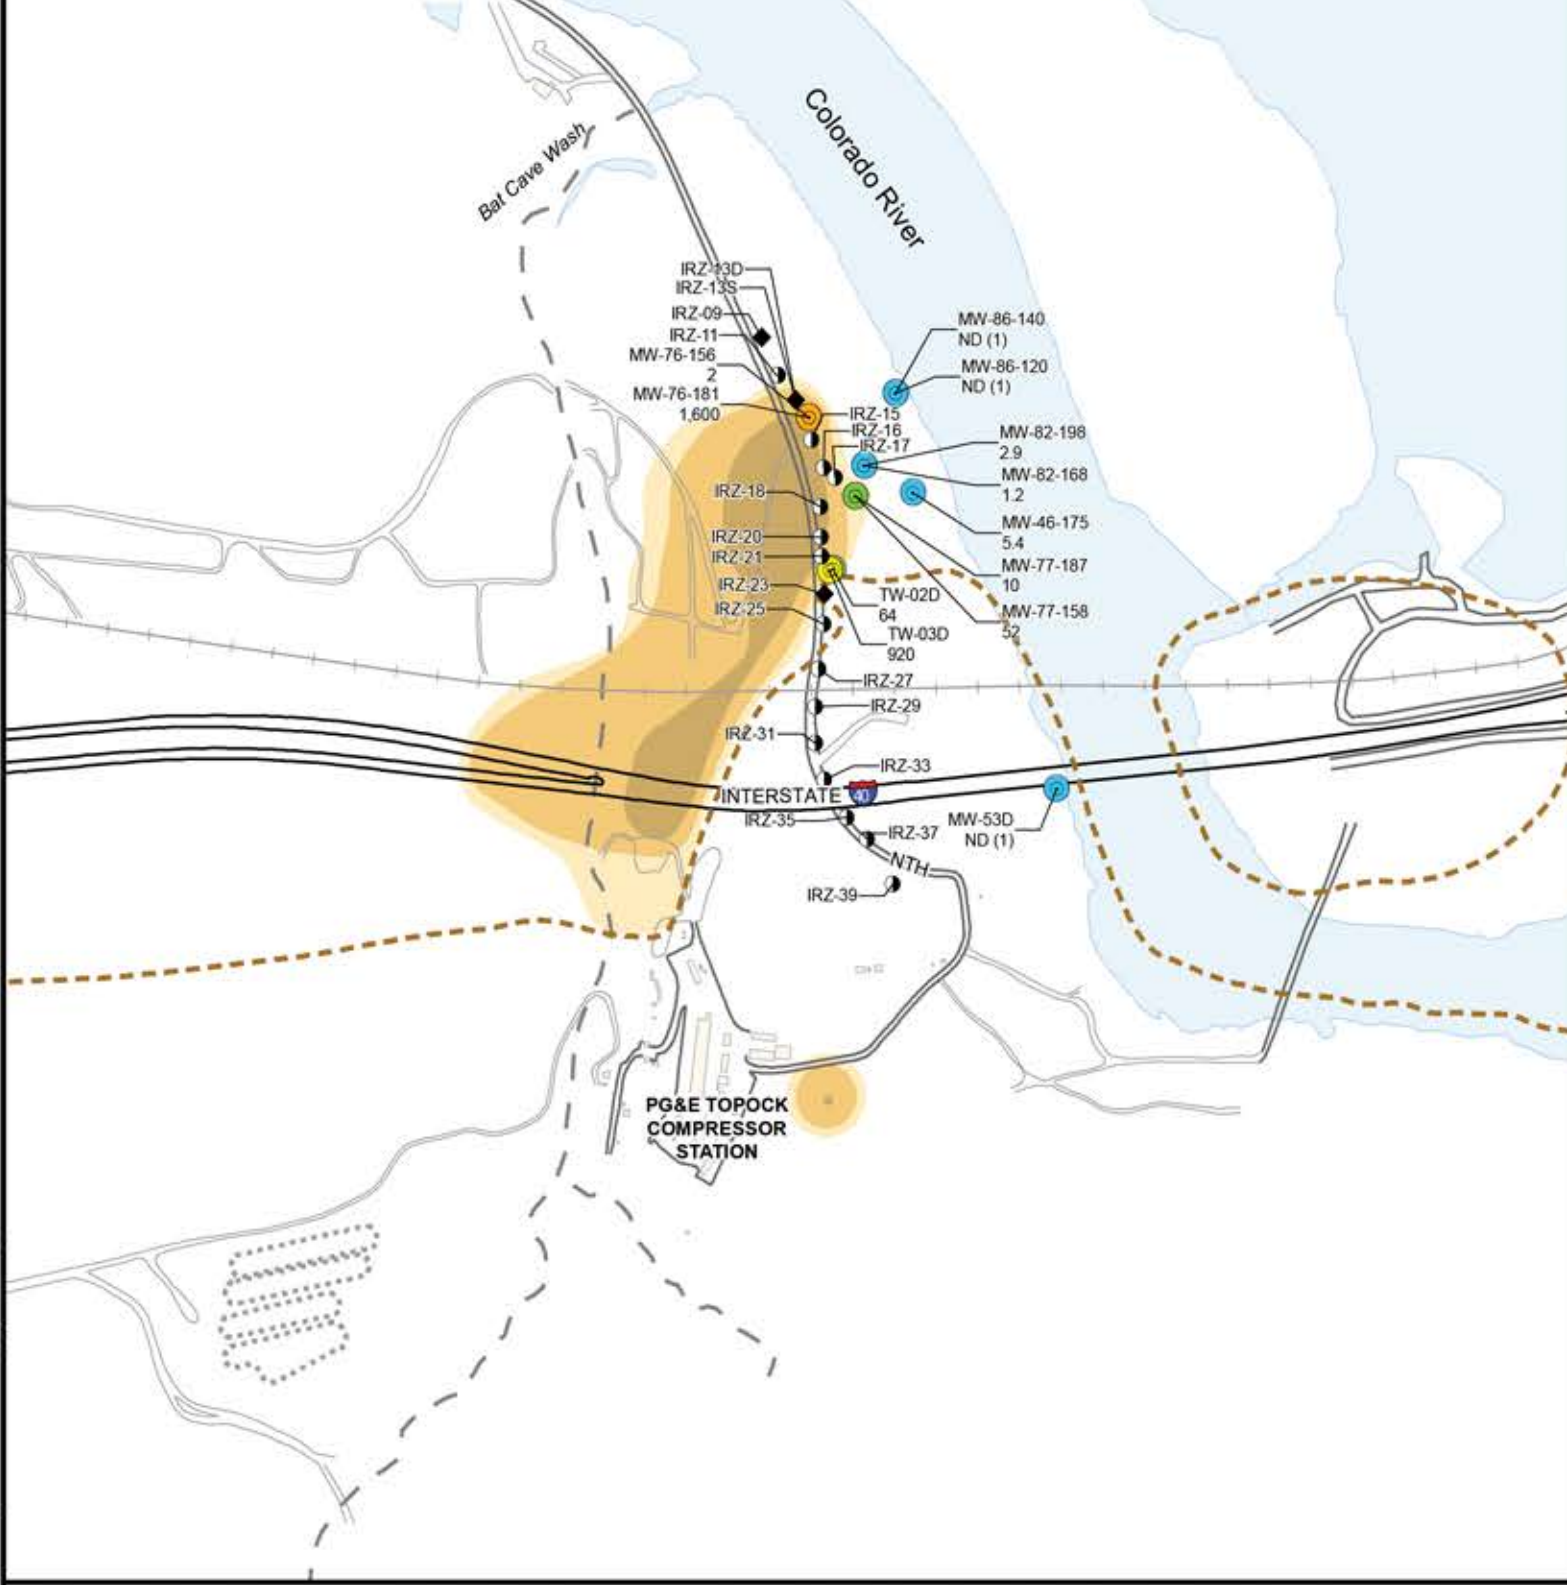 Colorado River
Bat Cave Wash
IRZ-13D
IRZ-13S
IRZ-09
IRZ-11
MW-76-156
2
MW-76-181
1,600
MW-86-140
ND (1)
MW-86-120
ND (1)
IRZ-15
IRZ-16
IRZ-17
MW-82-198
2.9
MW-82-168
1.2
IRZ-18
MW-46-175
5.4
IRZ-20
IRZ-21
MW-77-187
10
IRZ-23
TW-02D
64
IRZ-25
MW-77-158
52
TW-03D
920
IRZ-27
IRZ-29
IRZ-31
IRZ-33
INTERSTATE
40
IRZ-35
MW-53D
ND (1)
IRZ-37
NTH
IRZ-39
PG&E TOPOCK
COMPRESSOR
STATION